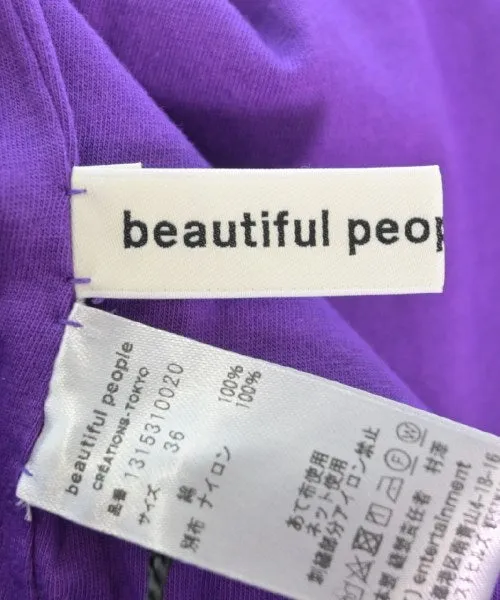 beautiful peop
beautiful people
CRÉATIONS-TOKYO
品番 1315310020
サイズ 36
綿 100%
別布 ナイロン 100%
あて布使用
ネット使用
刺繍部分アイロン禁止
entertainment